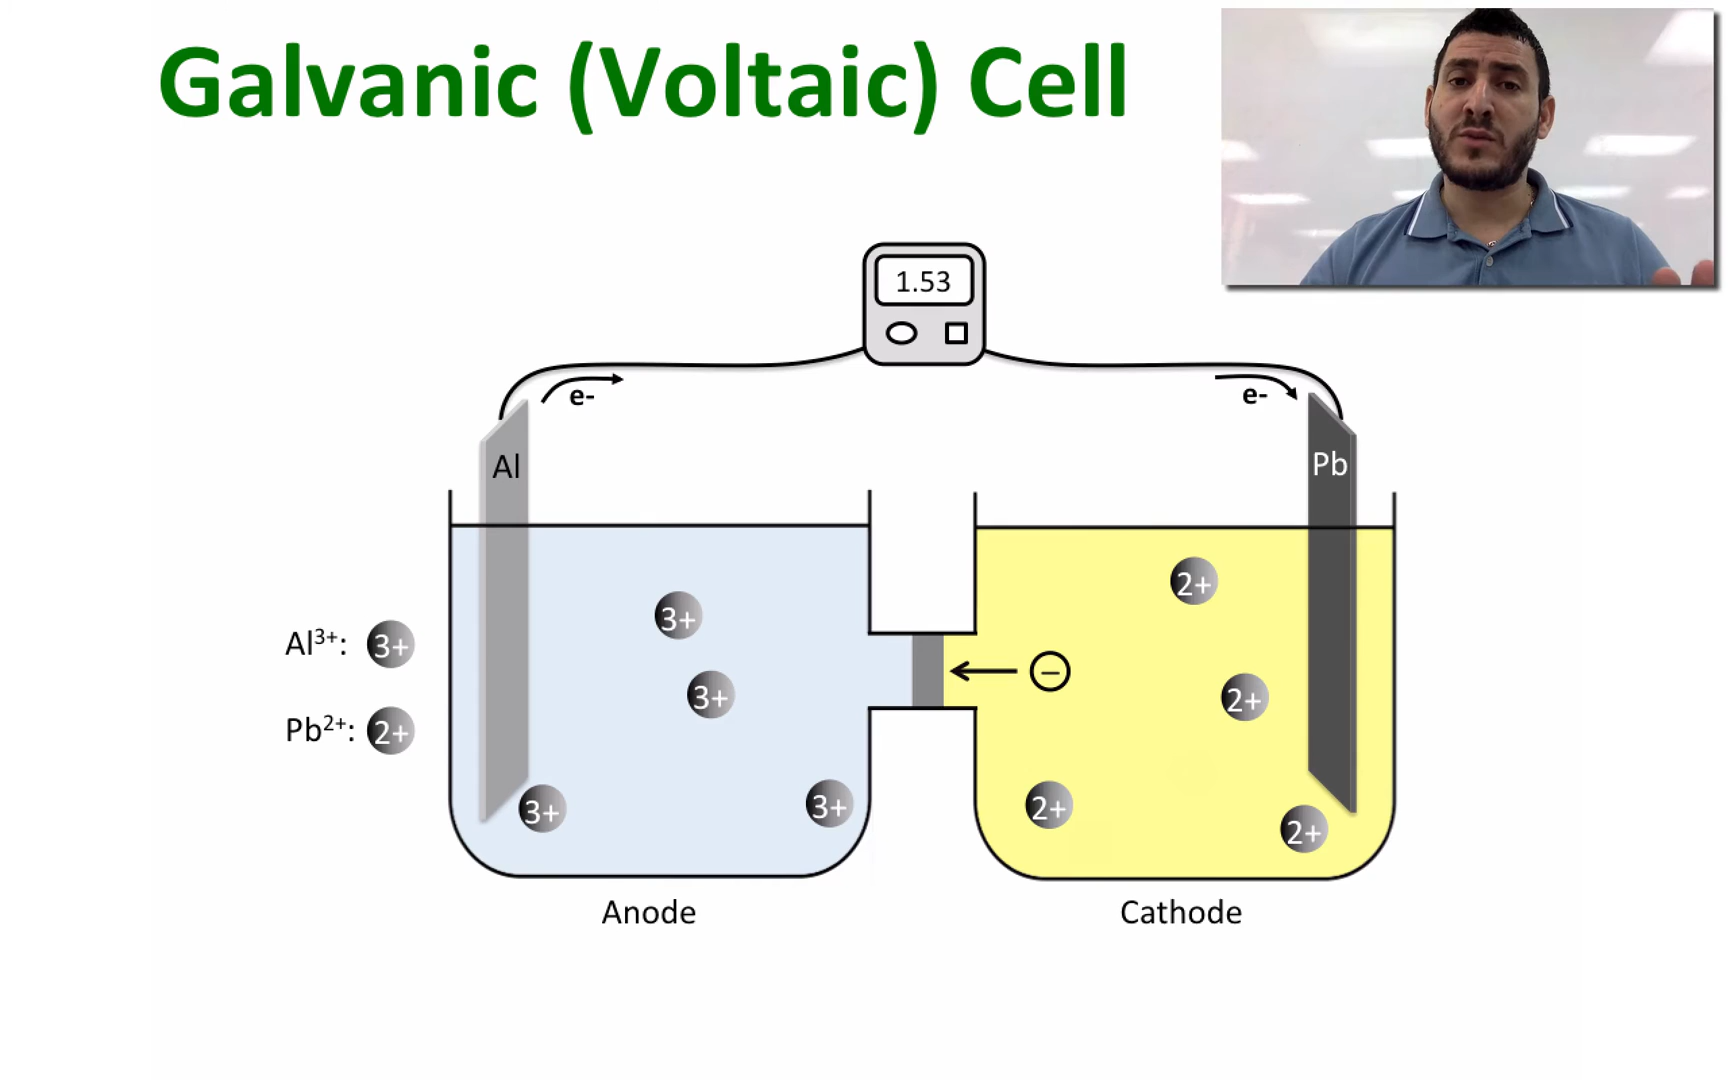 Galvanic (Voltaic) Cell
1.53
e-
e-
Al
Pb
2+
3+
Al³⁺: 3+
3+
2+
Pb²⁺: 2+
3+
3+
2+
2+
−
Anode
Cathode